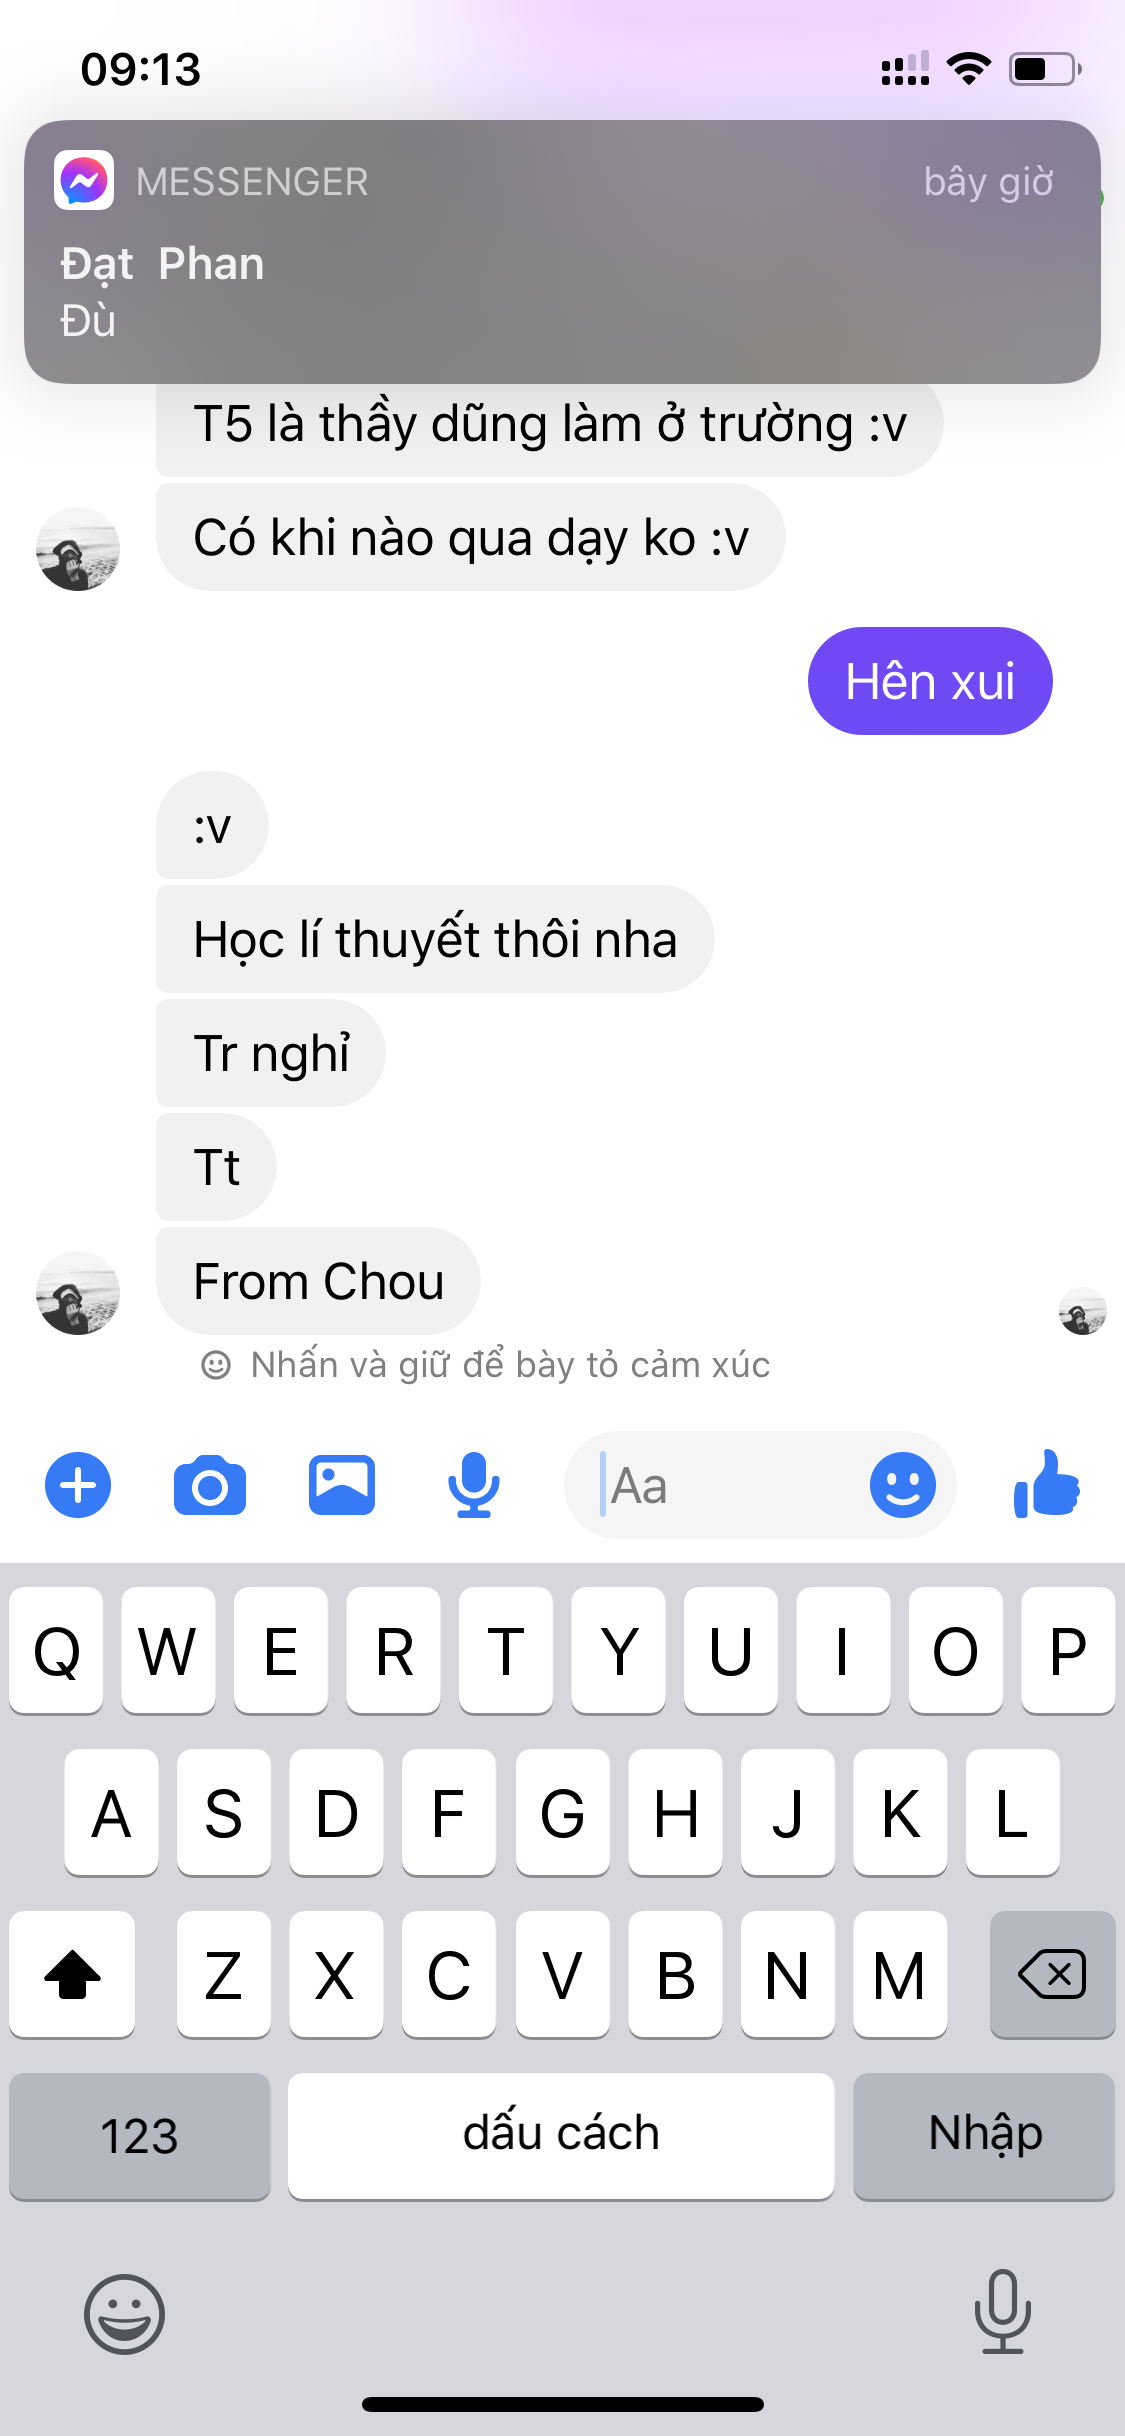 09:13
MESSENGER
bây giờ
Đạt Phan
Đù
T5 là thầy dũng làm ở trường :v
Có khi nào qua dạy ko :v
Hên xui
:v
Học lí thuyết thôi nha
Tr nghỉ
Tt
From Chou
Nhấn và giữ để bày tỏ cảm xúc
Aa
Q W E R T Y U I O P
A S D F G H J K L
Z X C V B N M
123 dấu cách Nhập